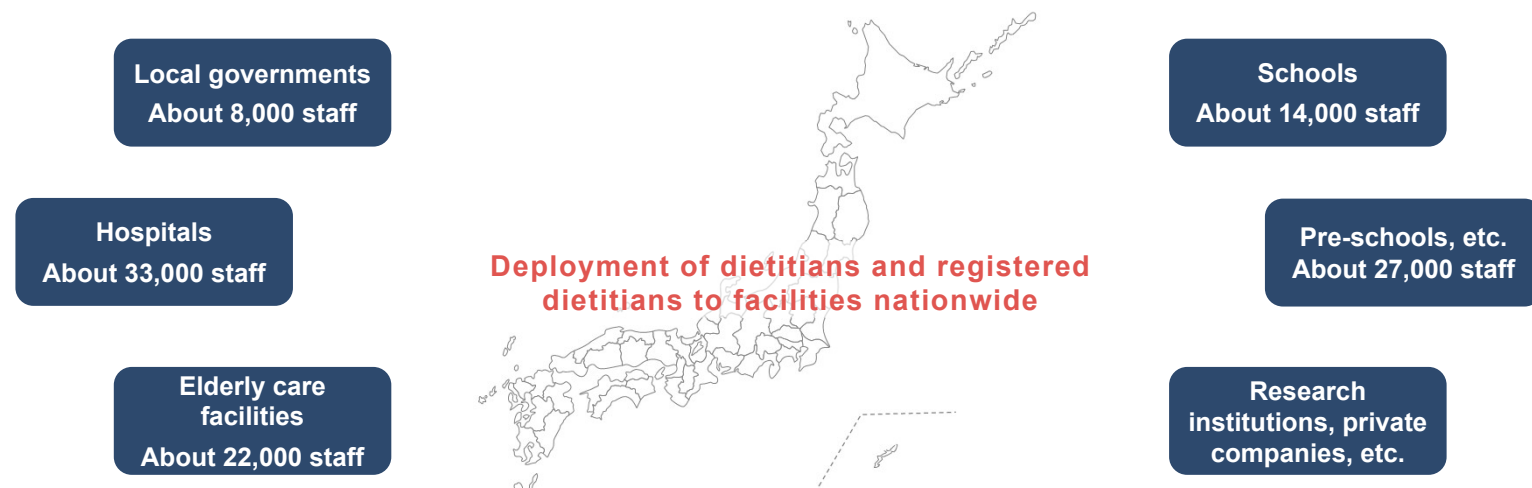 Local governments
About 8,000 staff
Schools
About 14,000 staff
Hospitals
About 33,000 staff
Pre-schools, etc.
About 27,000 staff
Deployment of dietitians and registered
dietitians to facilities nationwide
Elderly care
facilities
About 22,000 staff
Research
institutions, private
companies, etc.